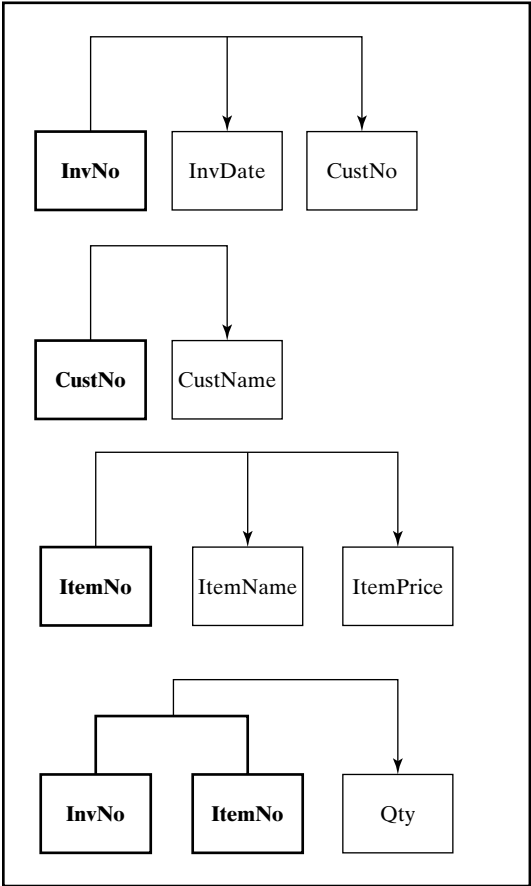 InvNo InvDate CustNo
CustNo CustName
ItemNo ItemName ItemPrice
InvNo ItemNo Qty